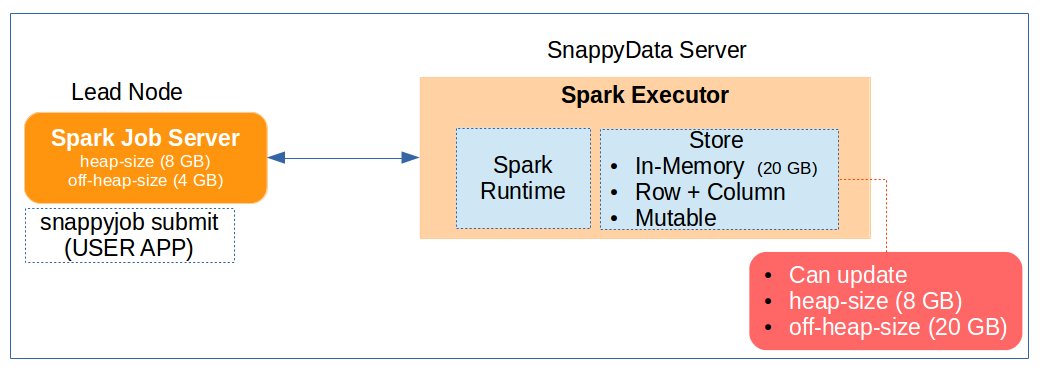 SnappyData Server
Lead Node
Spark Job Server
heap-size (8 GB)
off-heap-size (4 GB)
snappyjob submit
(USER APP)
Spark Executor
Spark
Runtime
Store
• In-Memory (20 GB)
• Row + Column
• Mutable
• Can update
• heap-size (8 GB)
• off-heap-size (20 GB)